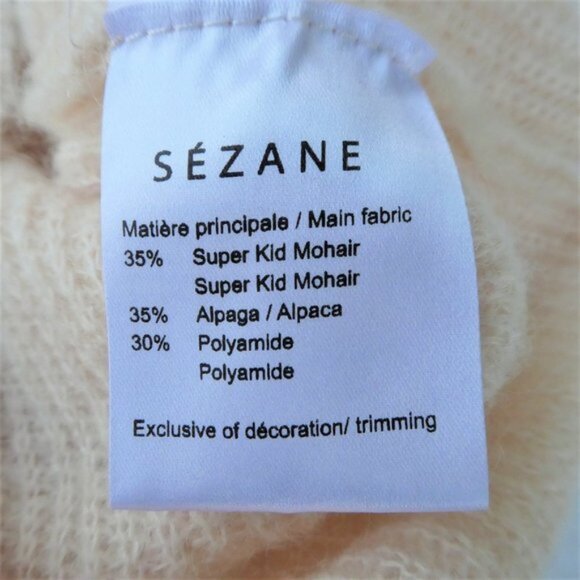 SÉZANE
Matière principale / Main fabric
35% Super Kid Mohair
Super Kid Mohair
35% Alpaga / Alpaca
30% Polyamide
Polyamide
Exclusive of décoration/ trimming